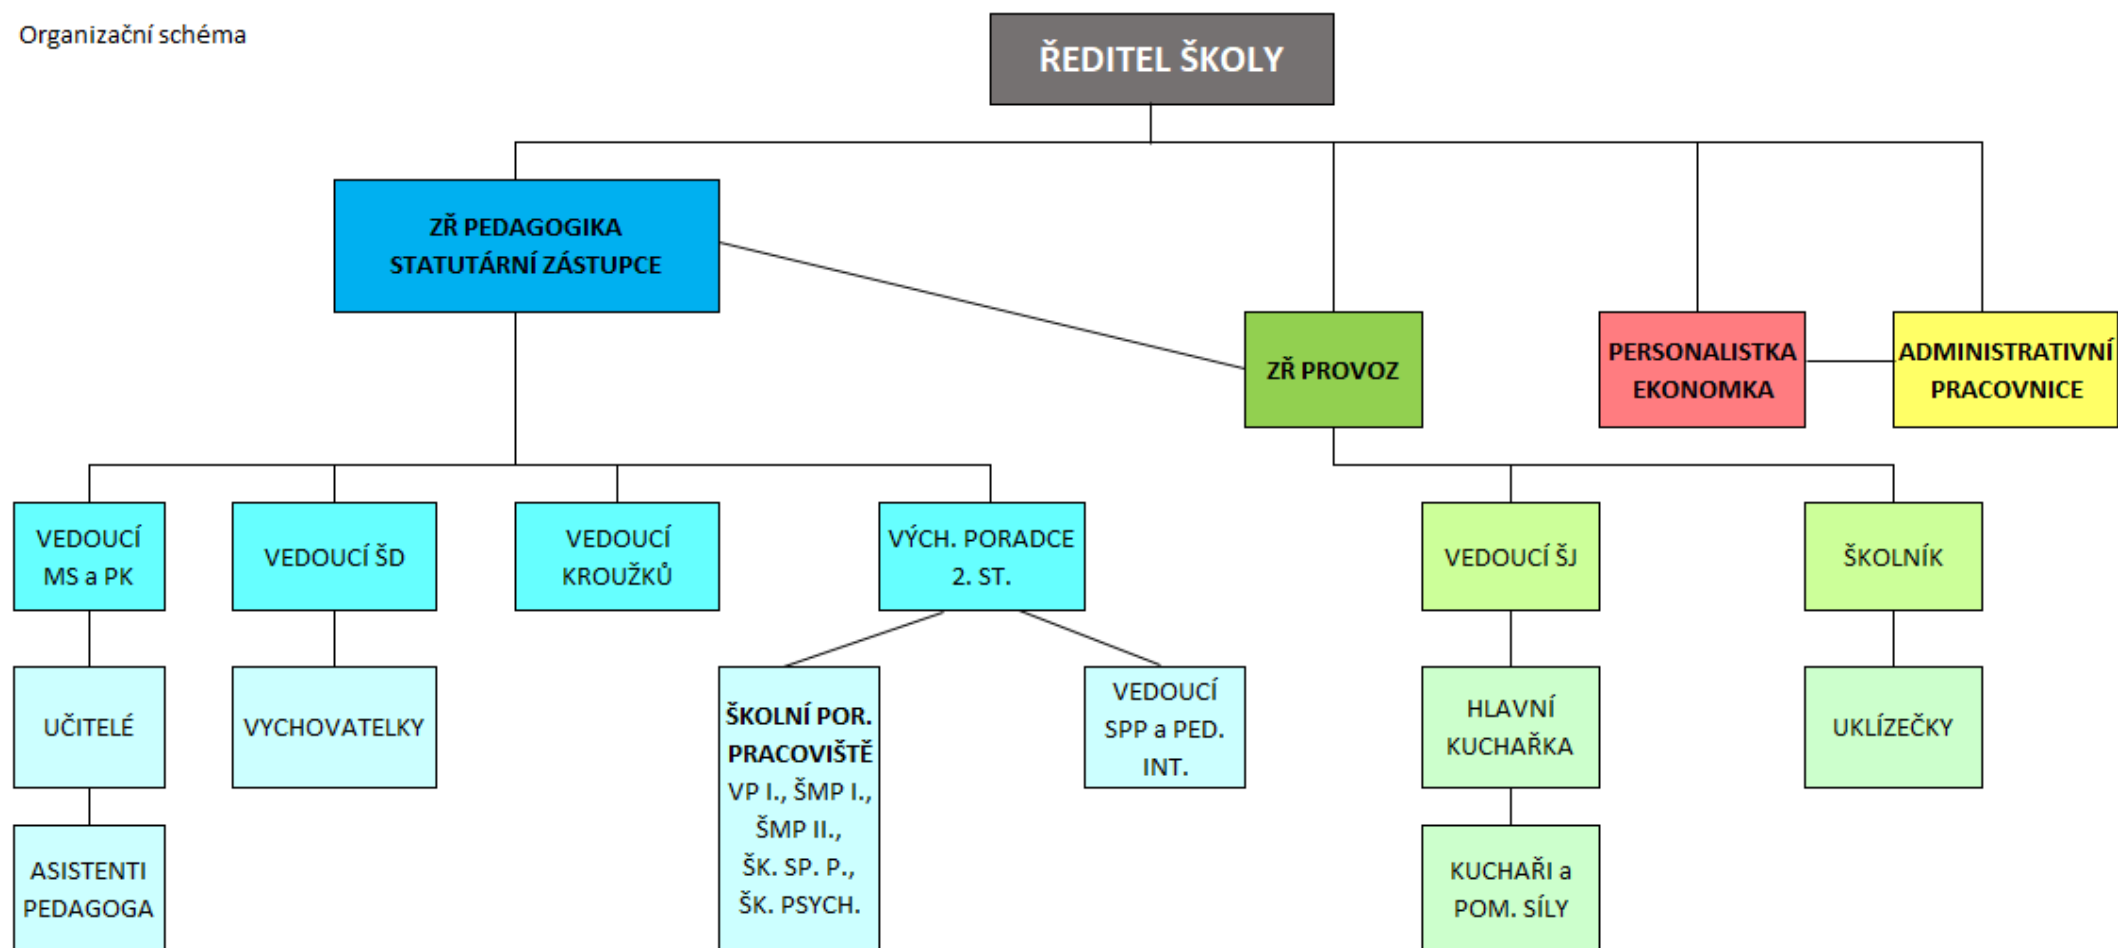 Organizační schéma
ŘEDITEL ŠKOLY
ZŘ PEDAGOGIKA
STATUTÁRNÍ ZÁSTUPCE
ZŘ PROVOZ
PERSONALISTKA
EKONOMKA
ADMINISTRATIVNÍ
PRACOVNICE
VEDOUCÍ
MS a PK
VEDOUCÍ ŠD
VEDOUCÍ
KROUŽKŮ
VÝCH. PORADCE
2. ST.
VEDOUCÍ ŠJ
ŠKOLNÍK
UČITELÉ
VYCHOVATELKY
ŠKOLNÍ POR.
PRACOVIŠTĚ
VP I., ŠMP I.,
ŠMP II.,
ŠK. SP. P.,
ŠK. PSYCH.
VEDOUCÍ
SPP a PED.
INT.
HLAVNÍ
KUCHAŘKA
UKLÍZEČKY
ASISTENTI
PEDAGOGA
KUCHAŘI a
POM. SÍLY